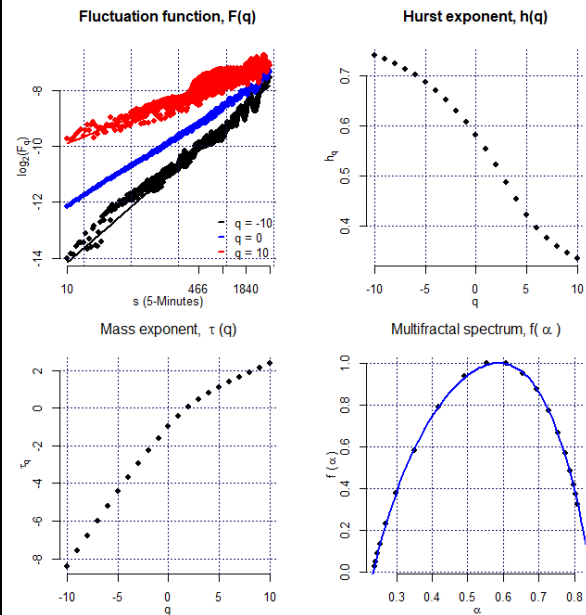 Fluctuation function, F(q)
log₂(Fq)
-8
-10
-12
-14
q = -10
q = 0
q = 10
10 466 1840
s (5-Minutes)
Hurst exponent, h(q)
hq
0.7
0.6
0.5
0.4
-10 -5 0 5 10
q
Mass exponent, τ (q)
τq
2
0
-2
-4
-6
-8
-10 -5 0 5 10
q
Multifractal spectrum, f( α )
f (α)
1.0
0.8
0.6
0.4
0.2
0.0
0.3 0.4 0.5 0.6 0.7 0.8
α